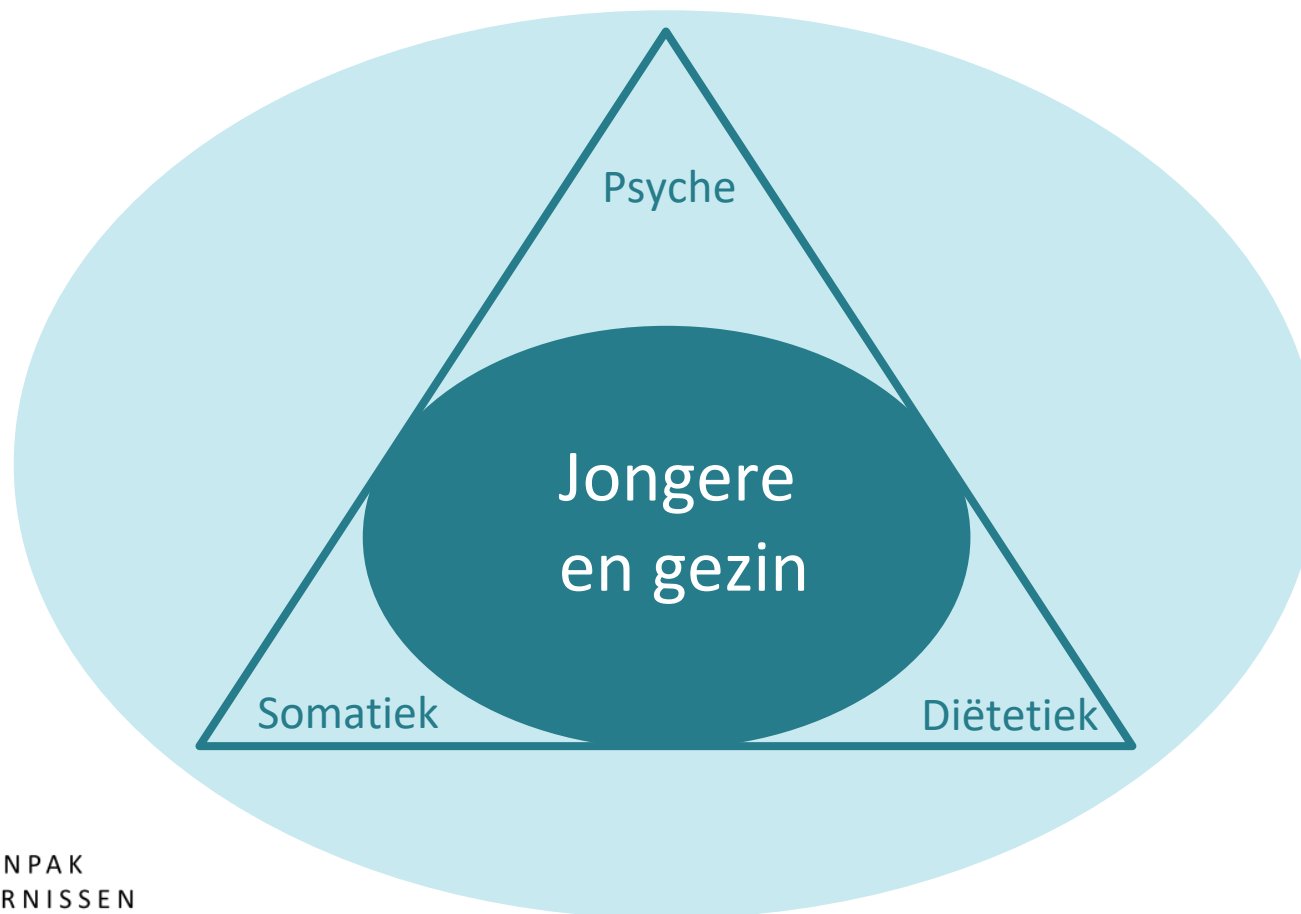 Psyche
Jongere
en gezin
Somatiek
Diëtetiek
NPAK
RNISSEN